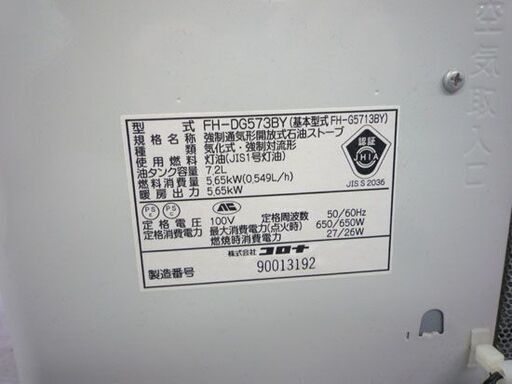 型 式 FH-DG573BY(基本型式FH-G5713BY)
規格名称 強制通気形開放式石油ストーブ
種 類 気化式・強制対流形
使用燃料 灯油(JIS1号灯油)
油タンク容量 7.2L
燃料消費量 5.65kW(0.549L/h)
暖房出力 5.65kW
PS C
PS E
定格電圧 100V 定格周波数 50/60Hz
定格消費電力 最大消費電力(点火時) 650/650W
燃焼時消費電力 27/26W
株式会社 コロナ
製造番号 90013192
認証
JHIA
JIS S 2036
空気取入口